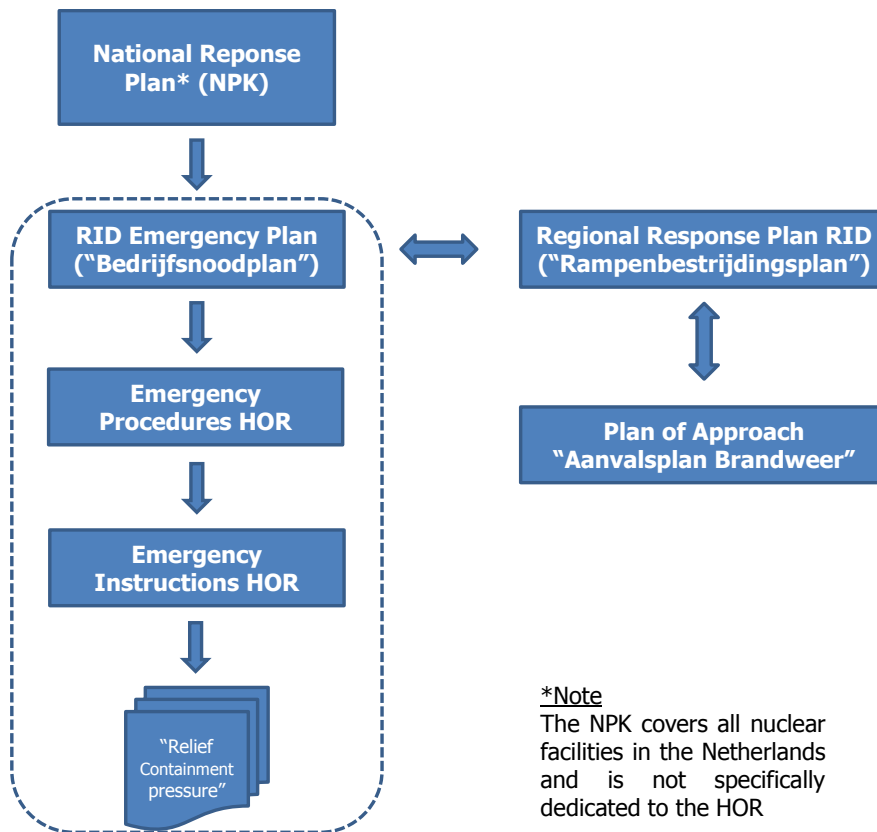 National Reponse
Plan* (NPK)
RID Emergency Plan
(“Bedrijfsnoodplan”)
Regional Response Plan RID
(“Rampenbestrijdingsplan”)
Emergency
Procedures HOR
Plan of Approach
“Aanvalsplan Brandweer”
Emergency
Instructions HOR
“Relief
Containment
pressure”
*Note
The NPK covers all nuclear
facilities in the Netherlands
and is not specifically
dedicated to the HOR